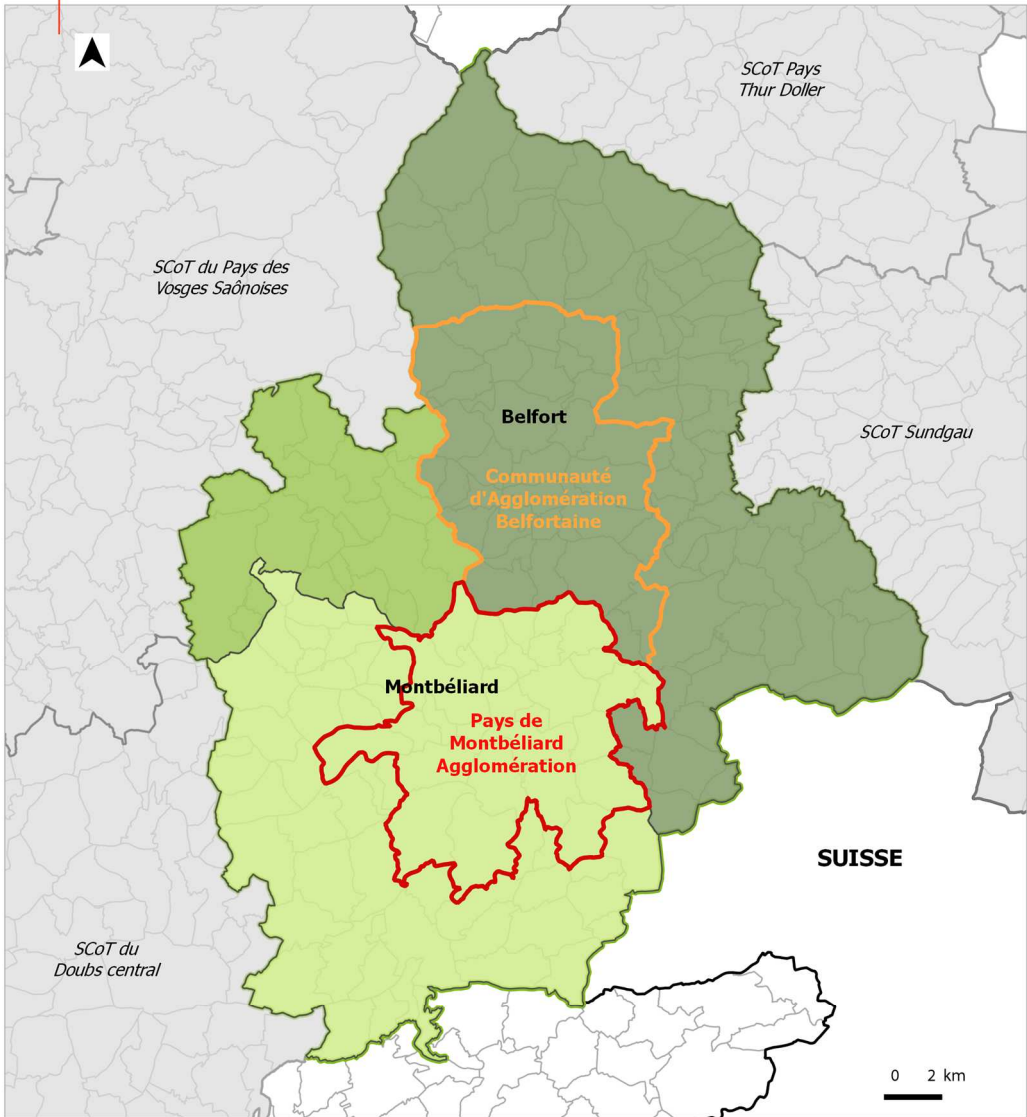 SCoT Pays
Thur Doller
SCoT du Pays des
Vosges Saônoises
Belfort
SCoT Sundgau
Communauté
d'Agglomération
Belfortaine
Montbéliard
Pays de
Montbéliard
Agglomération
SUISSE
SCoT du
Doubs central
0 2 km